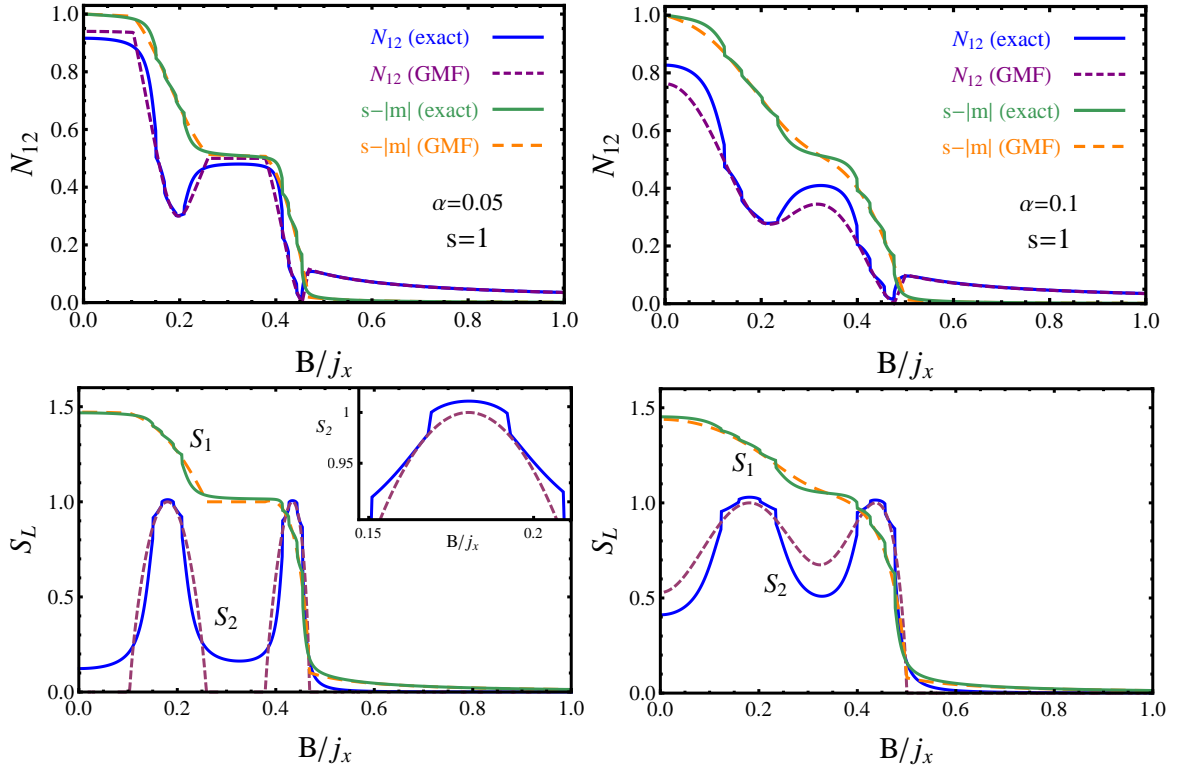 N₁₂
1.0
0.8
0.6
0.4
0.2
0.0
N₁₂ (exact)
N₁₂ (GMF)
s−|m| (exact)
s−|m| (GMF)
α=0.05
s=1
0.0 0.2 0.4 0.6 0.8 1.0
B/jₓ
N₁₂
1.0
0.8
0.6
0.4
0.2
0.0
N₁₂ (exact)
N₁₂ (GMF)
s−|m| (exact)
s−|m| (GMF)
α=0.1
s=1
0.0 0.2 0.4 0.6 0.8 1.0
B/jₓ
S_L
1.5
1.0
0.5
0.0
S₁
S₂
S₂
1
0.95
0.15 0.2
B/jₓ
0.0 0.2 0.4 0.6 0.8 1.0
B/jₓ
S_L
1.5
1.0
0.5
0.0
S₁
S₂
0.0 0.2 0.4 0.6 0.8 1.0
B/jₓ